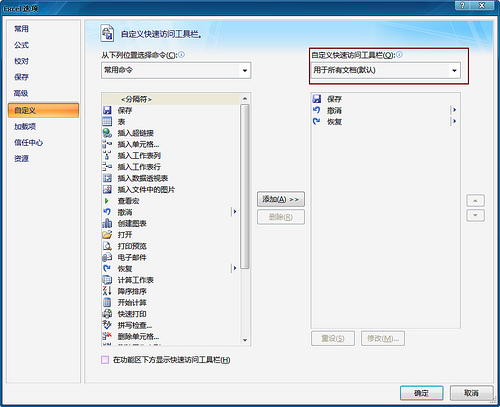 Excel 选项
常用
公式
校对
保存
高级
自定义
加载项
信任中心
资源
自定义快速访问工具栏。
从下列位置选择命令(C):
常用命令
<分隔符>
保存
表
插入超链接
插入单元格...
插入工作表列
插入工作表行
插入数据透视表
插入文件中的图片
查看宏
撤消
创建图表
打开
打印预览
电子邮件
恢复
计算工作表
降序排序
开始计算
快速打印
拼写检查...
删除单元格...
添加(A) >>
删除(R)
自定义快速访问工具栏(Q):
用于所有文档(默认)
保存
撤消
恢复
重设(S)
修改(M)...
在功能区下方显示快速访问工具栏(H)
确定
取消